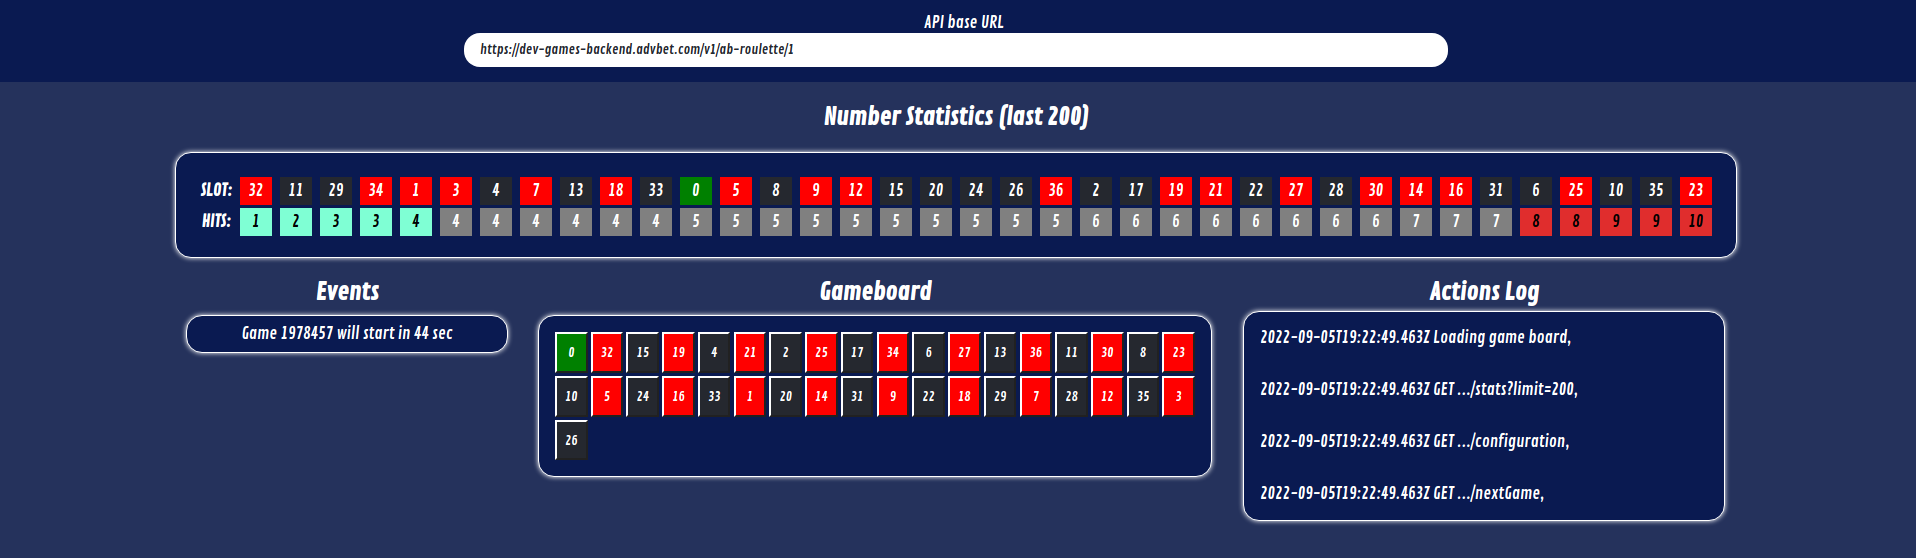 API base URL
https://dev-games-backend.advbet.com/v1/ab-roulette/1
Number Statistics (last 200)
SLOT: 32 11 29 34 1 3 4 7 13 18 33 0 5 8 9 12 15 20 24 26 36 2 17 19 21 22 27 28 30 14 16 31 6 25 10 35 23
HITS: 1 2 3 3 4 4 4 4 4 4 4 5 5 5 5 5 5 5 5 5 5 6 6 6 6 6 6 6 6 7 7 7 8 8 9 9 10
Events
Game 1978457 will start in 44 sec
Gameboard
0 32 15 19 4 21 2 25 17 34 6 27 13 36 11 30 8 23
10 5 24 16 33 1 20 14 31 9 22 18 29 7 28 12 35 3
26
Actions Log
2022-09-05T19:22:49.463Z Loading game board,
2022-09-05T19:22:49.463Z GET .../stats?limit=200,
2022-09-05T19:22:49.463Z GET .../configuration,
2022-09-05T19:22:49.463Z GET .../nextGame,